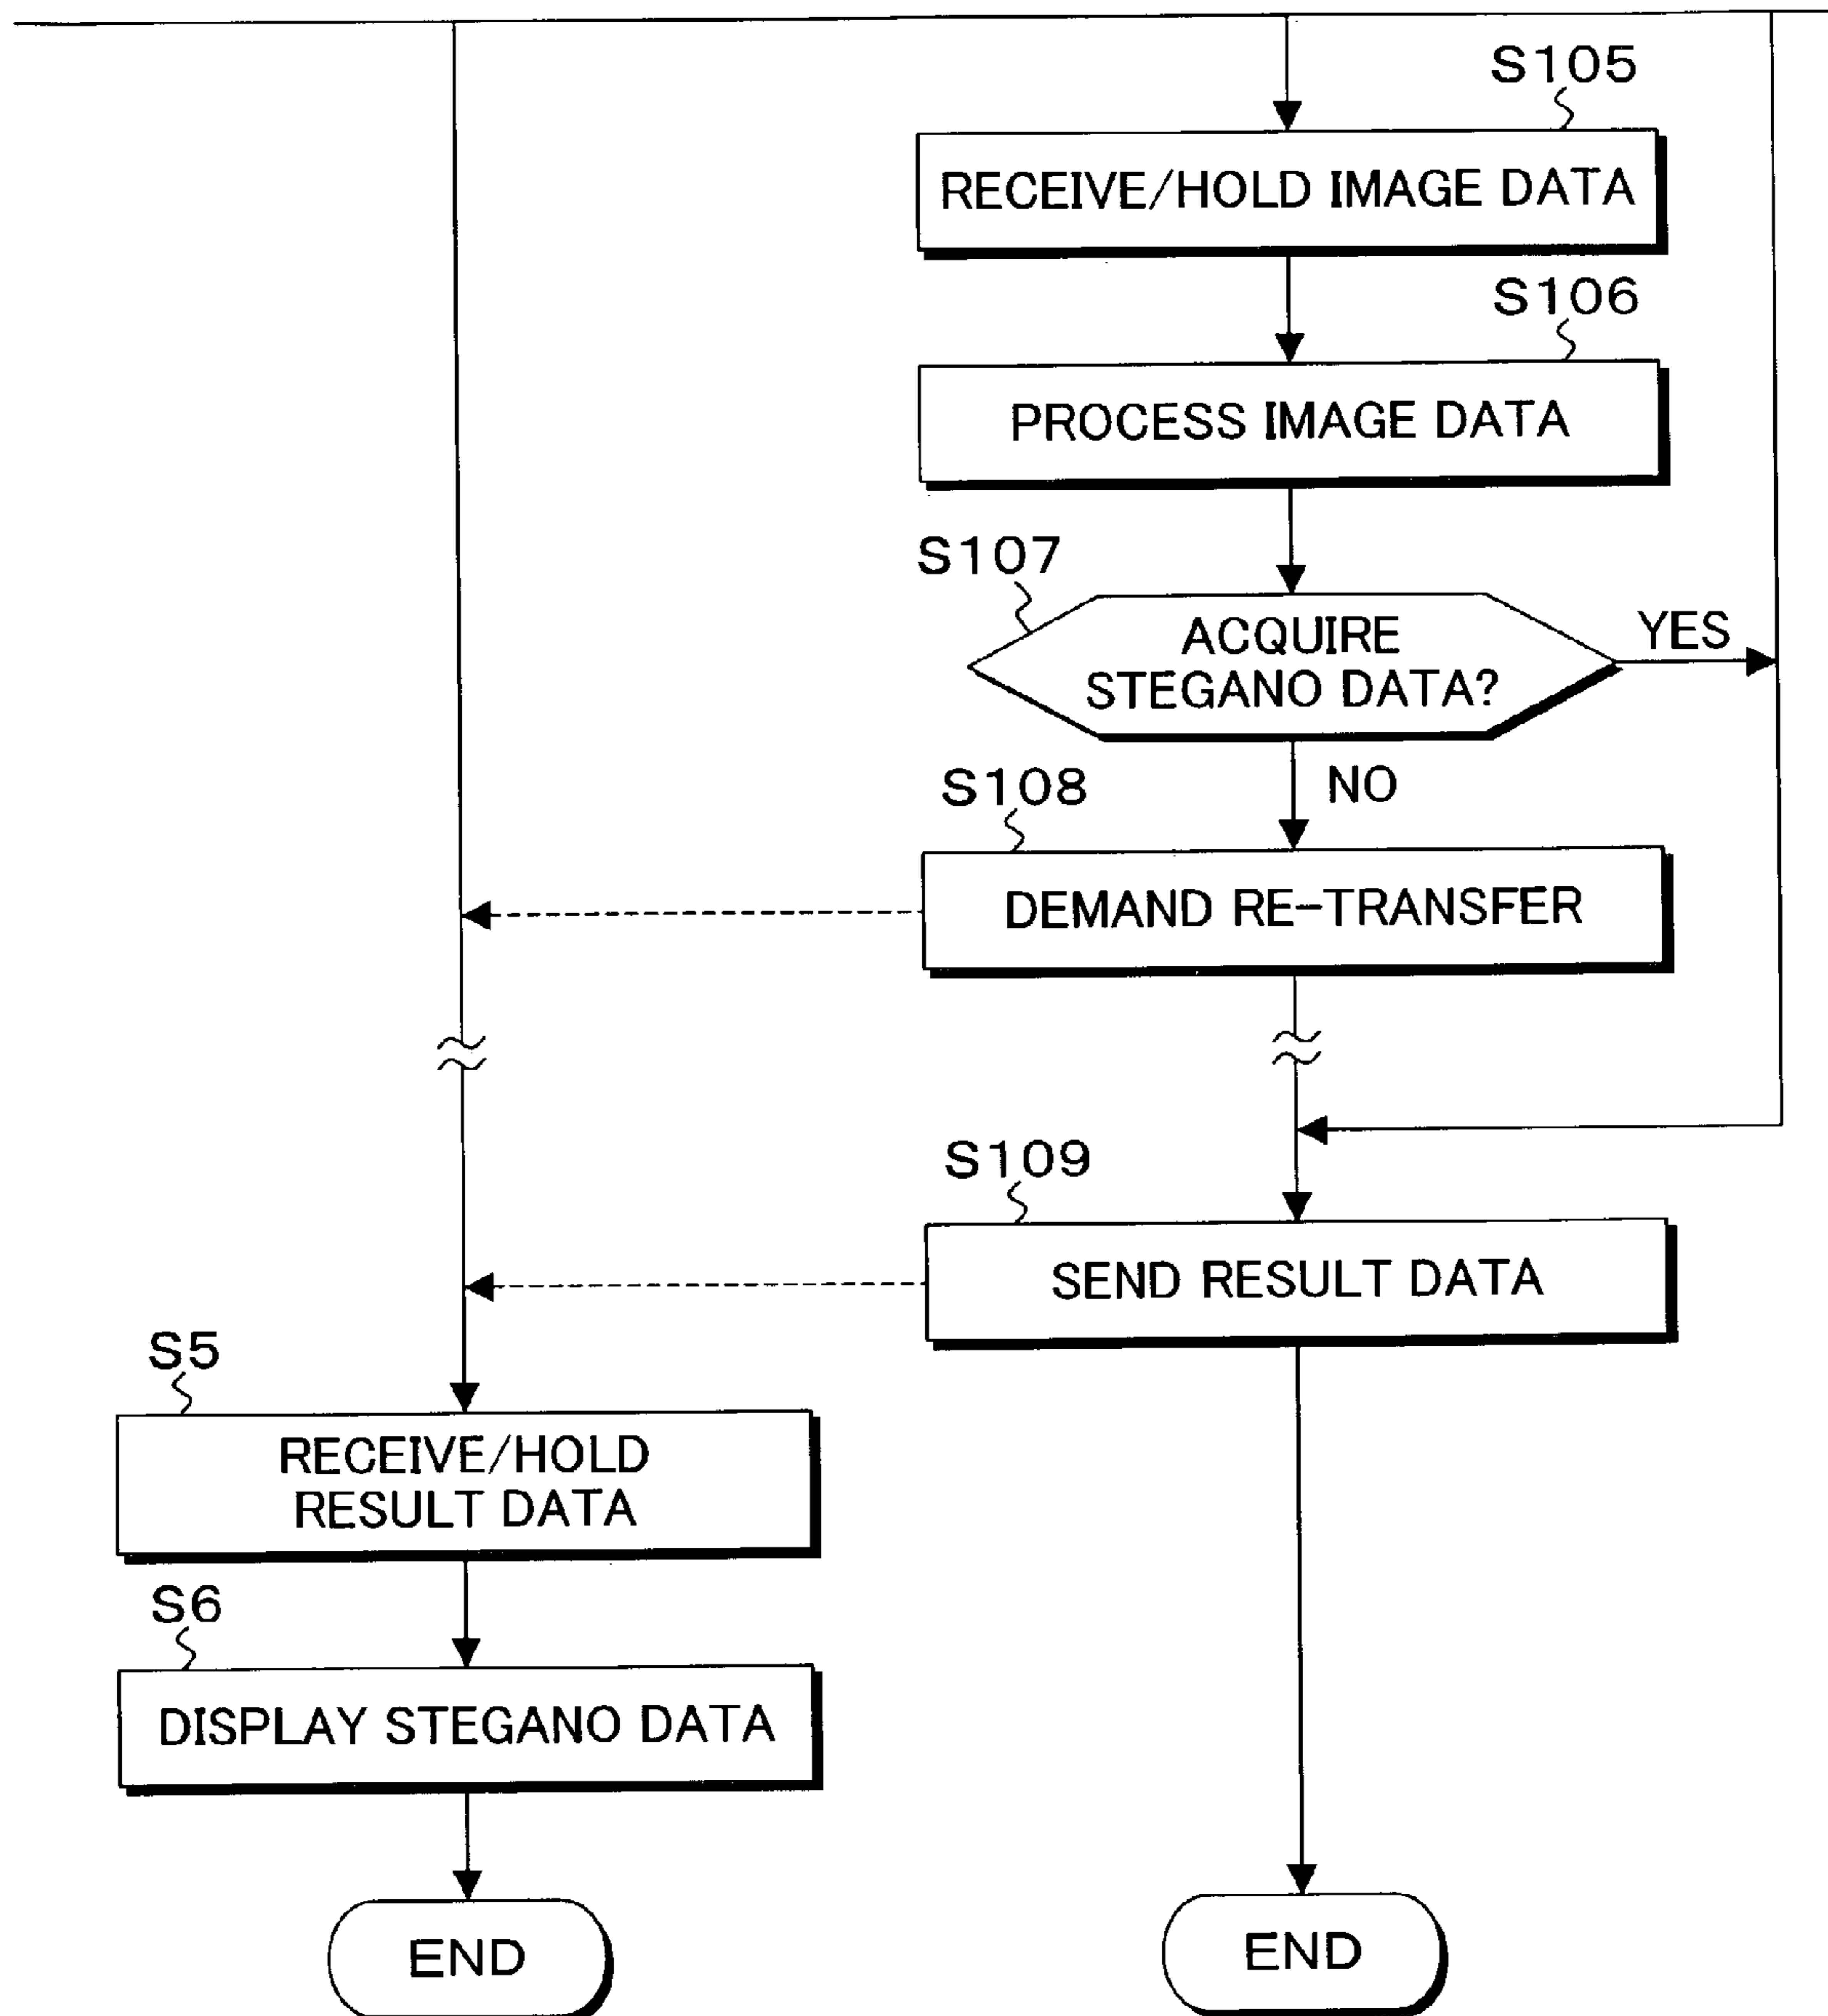 S105
RECEIVE/HOLD IMAGE DATA
S106
PROCESS IMAGE DATA
S107
ACQUIRE
STEGANO DATA?
YES
NO
S108
DEMAND RE-TRANSFER
S109
SEND RESULT DATA
S5
RECEIVE/HOLD
RESULT DATA
S6
DISPLAY STEGANO DATA
END
END